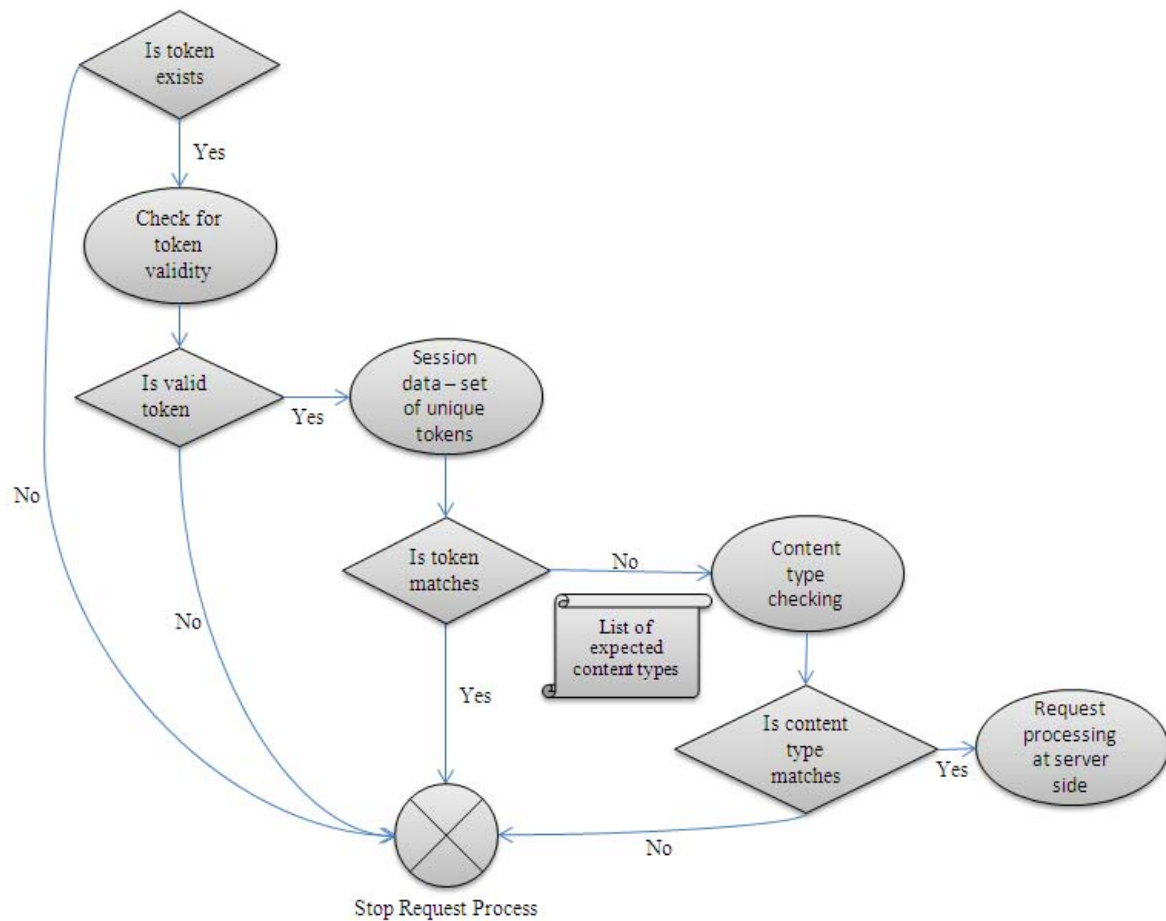 Is token
exists
Yes
Check for
token
validity
Is valid
token
Yes
Session
data – set
of unique
tokens
No
No
Is token
matches
No
Content
type
checking
List of
expected
content types
Yes
Is content
type
matches
Yes
Request
processing
at server
side
No
Stop Request Process